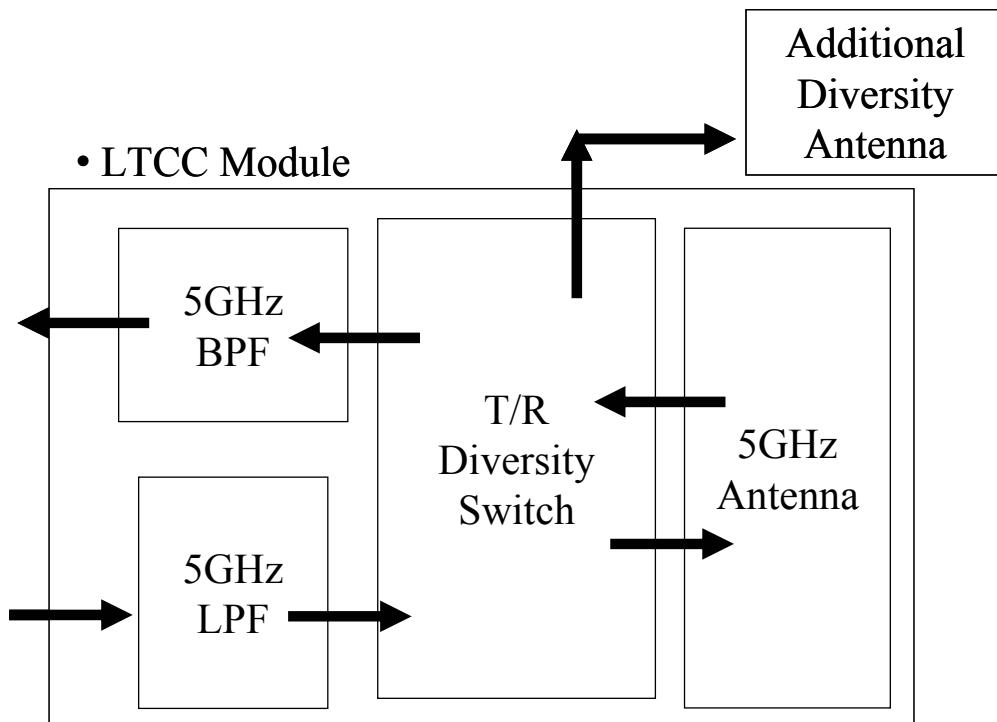 Additional
Diversity
Antenna
• LTCC Module
5GHz
BPF
T/R
Diversity
Switch
5GHz
Antenna
5GHz
LPF